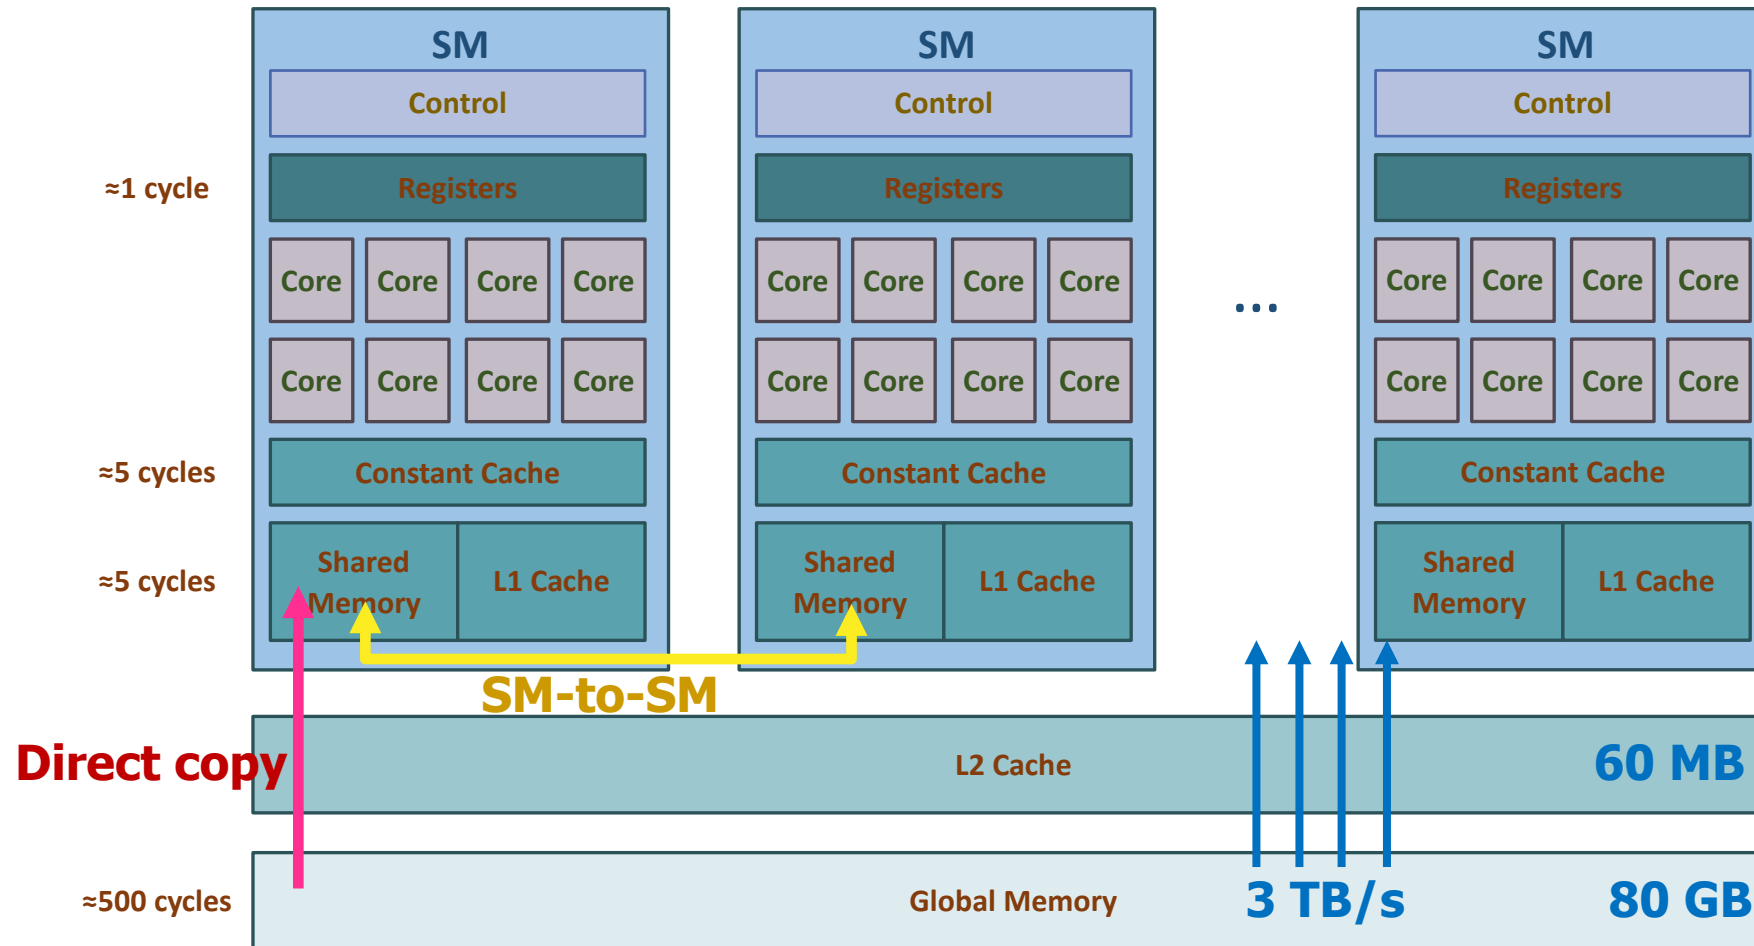 SM
SM
SM
Control
Control
Control
≈1 cycle
Registers
Registers
Registers
Core Core Core Core
Core Core Core Core
...
Core Core Core Core
Core Core Core Core
Core Core Core Core
Core Core Core Core
≈5 cycles
Constant Cache
Constant Cache
Constant Cache
≈5 cycles
Shared
Memory
L1 Cache
Shared
Memory
L1 Cache
Shared
Memory
L1 Cache
SM-to-SM
Direct copy
L2 Cache
60 MB
≈500 cycles
Global Memory
3 TB/s
80 GB